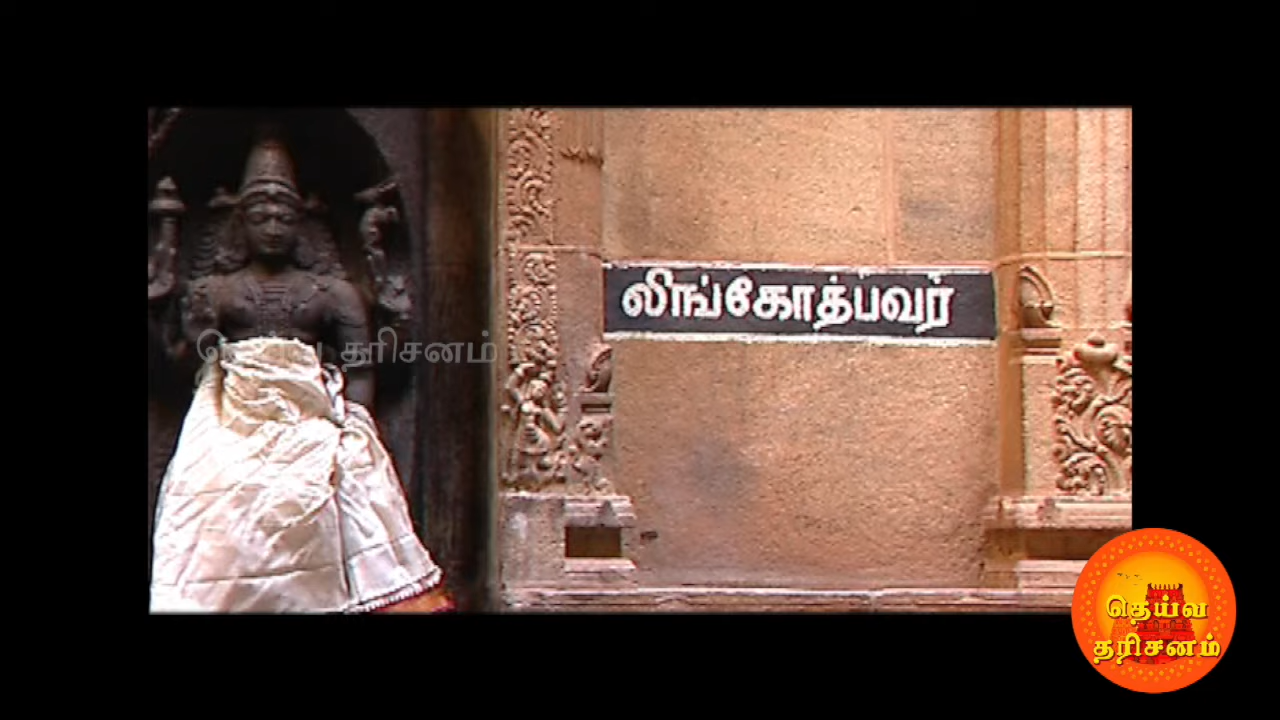 லிங்கோத்பவர்
தெய்வ தரிசனம்
தெய்வ
தரிசனம்